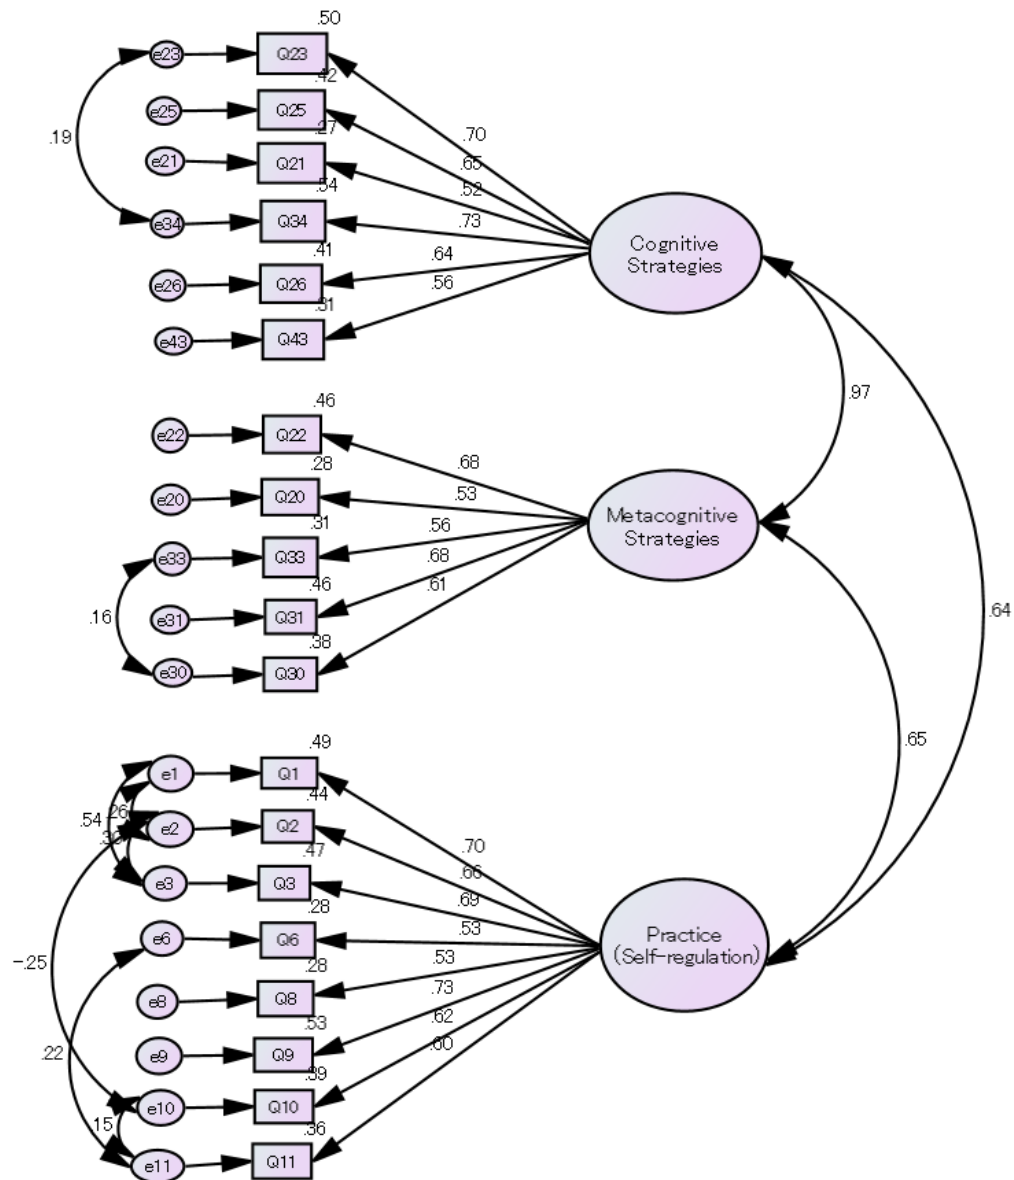 .50
e23 Q23
.42
e25 Q25
.27
.19 .70
e21 Q21 .65
.54 .52
e34 Q34 .73
.41 Cognitive
Strategies
.64
e26 Q26 .56
.31
e43 Q43
.97
.46
e22 Q22
.28 .68
e20 Q20 .53
.31 Metacognitive
Strategies
.56
e33 Q33 .68
.46 .61
.16 .64
e31 Q31
.38
e30 Q30
.49 .65
e1 Q1
.44
.54 .26
e2 Q2
.36
.47 .70
.66
e3 Q3 .69
.28 .53
e6 Q6 Practice
(Self-regulation)
-.25 .28 .53
e8 Q8 .73
.53 .62
.22 e9 Q9 .60
.39
e10 Q10
.15 .36
e11 Q11